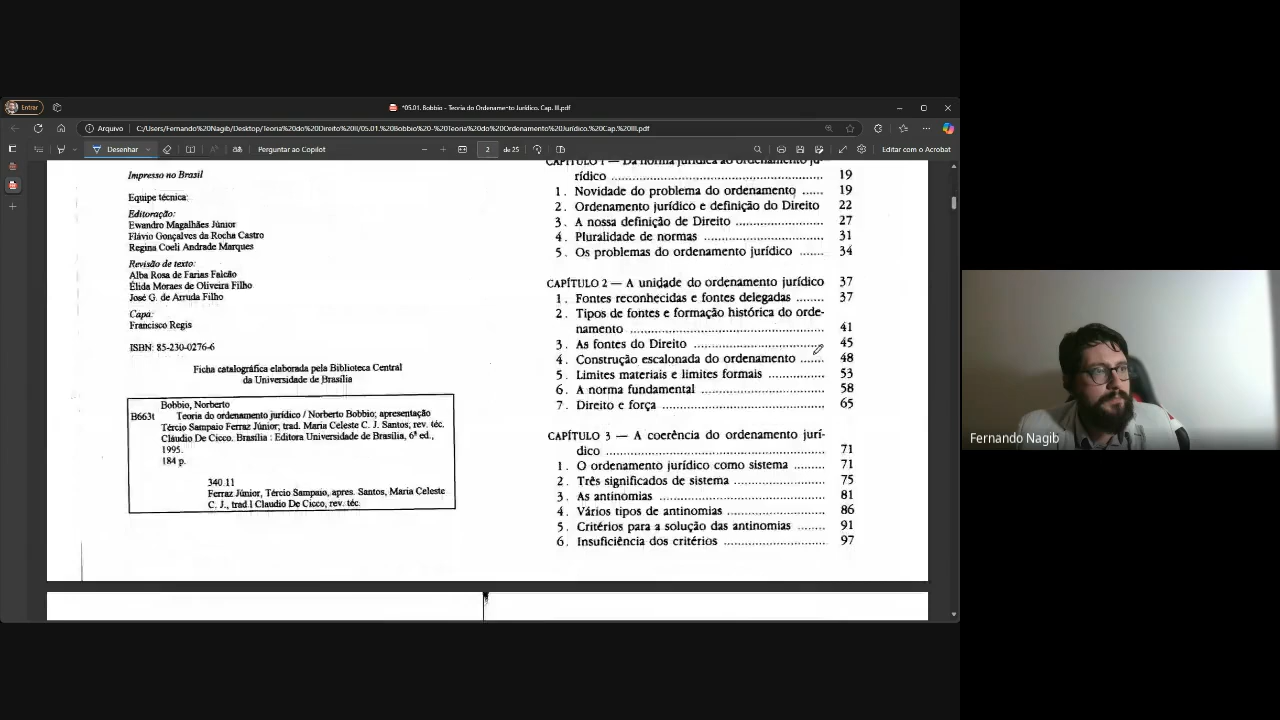 Entrar
*05.01. Bobbio - Teoria do Ordenamento Jurídico. Cap. III.pdf
Arquivo
C:/Users/Fernando%20Nagib/Desktop/Teoria%20do%20Direito%20II/05.01.%20Bobbio%20-%20Teoria%20do%20Ordenamento%20Jurídico.%20Cap.%20III.pdf
Desenhar
Perguntar ao Copilot
2 de 25
Editar com o Acrobat
Impresso no Brasil
Equipe técnica:
Editoração:
Ewandro Magalhães Júnior
Flávio Gonçalves da Rocha Castro
Regina Coeli Andrade Marques
Revisão de texto:
Alba Rosa de Farias Falcão
Élida Moraes de Oliveira Filho
José G. de Arruda Filho
Capa:
Francisco Regis
ISBN: 85-230-0276-6
Ficha catalográfica elaborada pela Biblioteca Central
da Universidade de Brasília
Bobbio, Norberto
B663t Teoria do ordenamento jurídico / Norberto Bobbio; apresentação
Tércio Sampaio Ferraz Júnior; trad. Maria Celeste C. J. Santos; rev. téc.
Cláudio De Cicco. Brasília : Editora Universidade de Brasília, 6ª ed.,
1995.
184 p.
340.11
Ferraz Júnior, Tércio Sampaio, apres. Santos, Maria Celeste
C. J., trad.l Claudio De Cicco, rev. téc.
CAPÍTULO 1 — Da norma jurídica ao ordenamento ju-
rídico ........ 19
1. Novidade do problema do ordenamento ...... 19
2. Ordenamento jurídico e definição do Direito 22
3. A nossa definição de Direito ........ 27
4. Pluralidade de normas ........ 31
5. Os problemas do ordenamento jurídico ....... 34
CAPÍTULO 2 — A unidade do ordenamento jurídico 37
1. Fontes reconhecidas e fontes delegadas ........ 37
2. Tipos de fontes e formação histórica do orde-
namento ........ 41
3. As fontes do Direito ........ 45
4. Construção escalonada do ordenamento ...... 48
5. Limites materiais e limites formais ........ 53
6. A norma fundamental ........ 58
7. Direito e força ........ 65
CAPÍTULO 3 — A coerência do ordenamento jurí-
dico ........ 71
1. O ordenamento jurídico como sistema ........ 71
2. Três significados de sistema ........ 75
3. As antinomias ........ 81
4. Vários tipos de antinomias ........ 86
5. Critérios para a solução das antinomias ........ 91
6. Insuficiência dos critérios ........ 97
Fernando Nagib